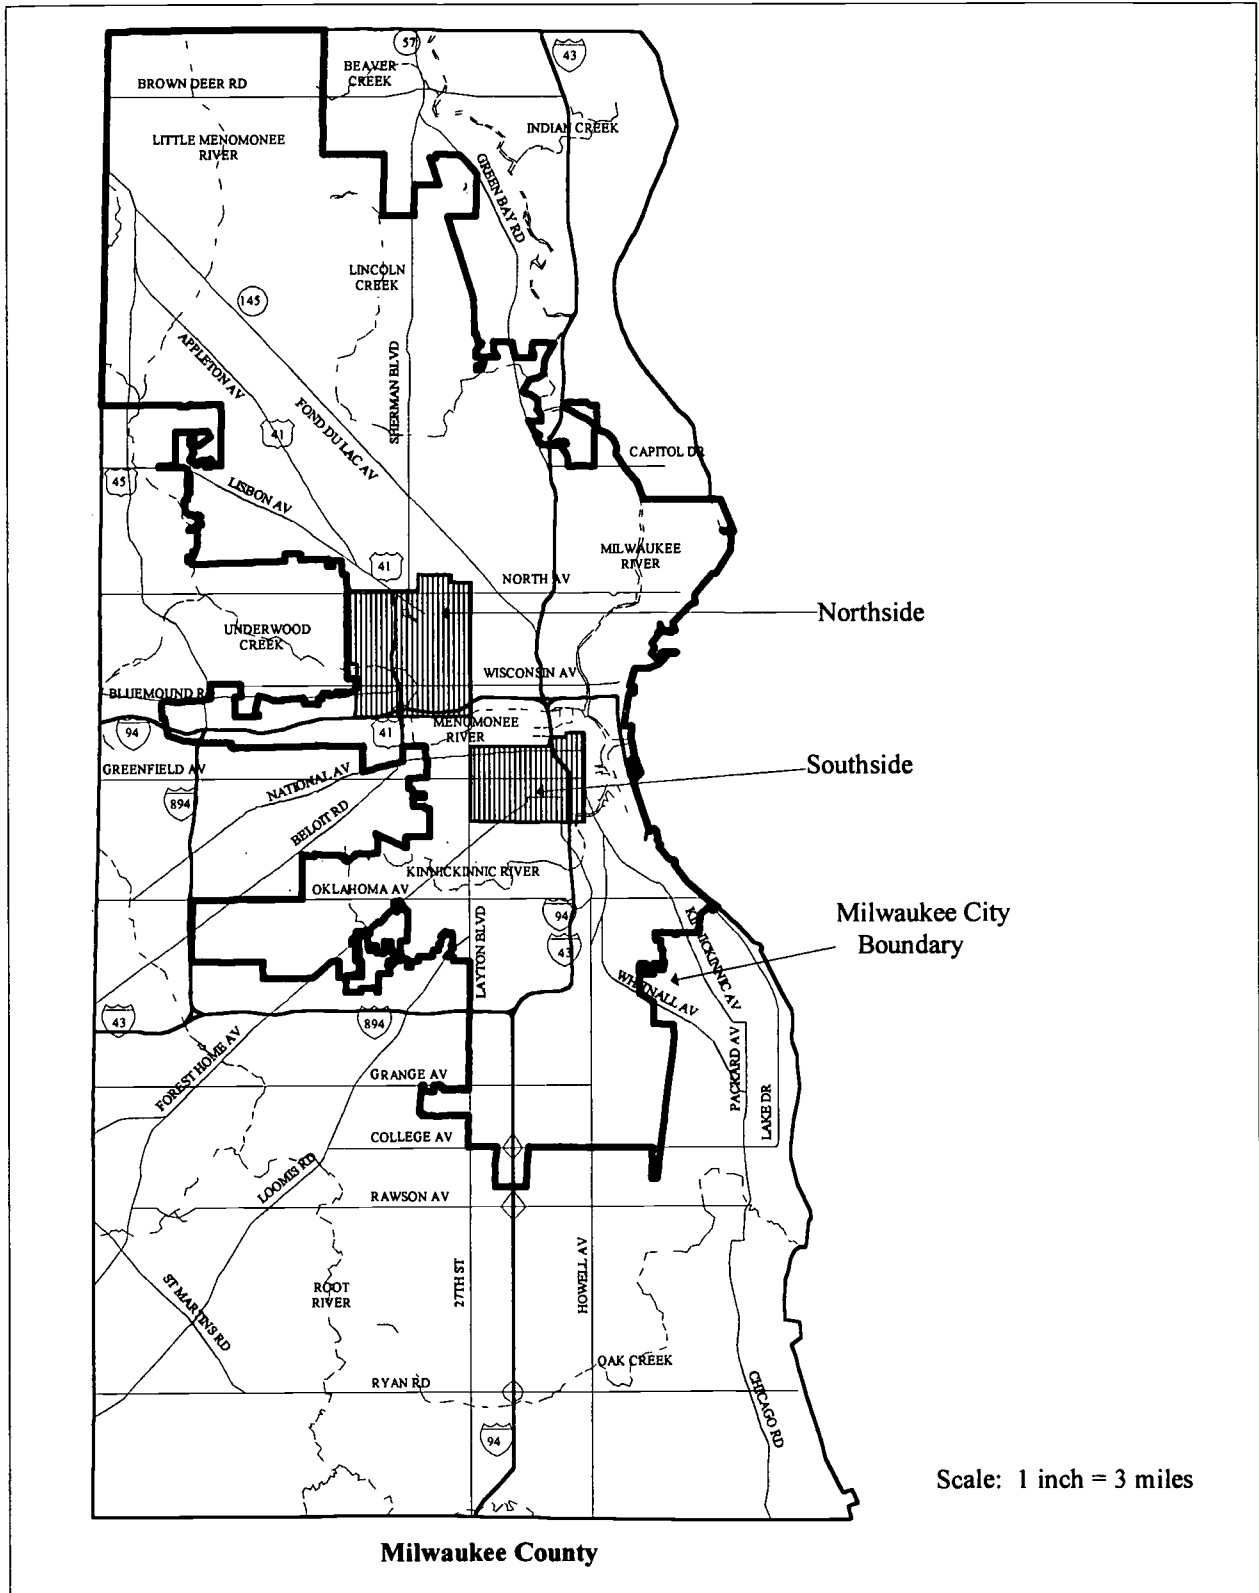 57
43
BEAVER
CREEK
BROWN DEER RD
INDIAN CREEK
LITTLE MENOMONEE
RIVER
GREEN BAY RD
LINCOLN
CREEK
145
APPLETON AV
SHERMAN BLVD
FOND DU LAC AV
41
CAPITOL DR
45
LISBON AV
MILWAUKEE
RIVER
41
NORTH AV
Northside
UNDERWOOD
CREEK
WISCONSIN AV
BLUEMOUND R
MENOMONEE
RIVER
94
41
GREENFIELD AV
NATIONAL AV
Southside
894
BELOIT RD
KINNICKINNIC RIVER
OKLAHOMA AV
94
KINNICKINNIC AV
Milwaukee City
Boundary
43
LAYTON BLVD
WHITNALL AV
43
894
FOREST HOME AV
PACKARD AV
GRANGE AV
LAKE DR
COLLEGE AV
LOOMIS RD
RAWSON AV
HOWELL AV
27TH ST
ROOT
RIVER
ST MARTINS RD
OAK CREEK
RYAN RD
CHICAGO RD
94
Scale: 1 inch = 3 miles
Milwaukee County